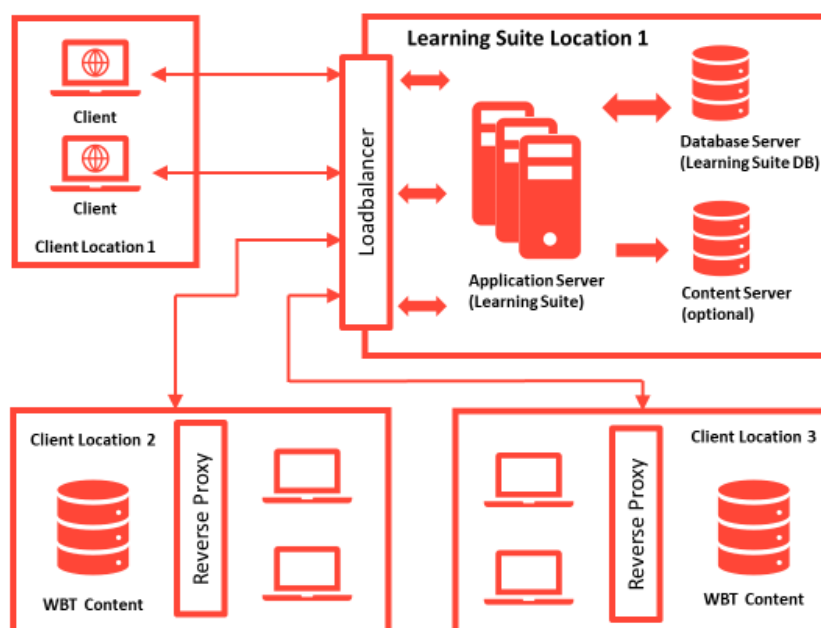 Learning Suite Location 1
Client
Client
Client Location 1
Loadbalancer
Application Server
(Learning Suite)
Database Server
(Learning Suite DB)
Content Server
(optional)
Client Location 2
WBT Content
Reverse Proxy
Client Location 3
Reverse Proxy
WBT Content